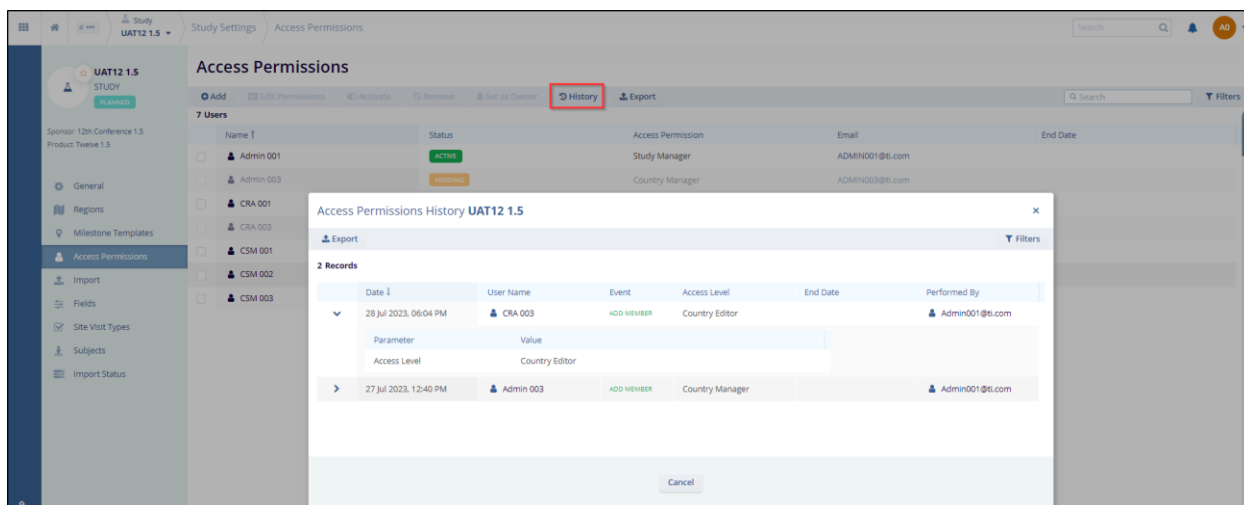 Study
UAT12 1.5
Study Settings
Access Permissions
Search
AO
UAT12 1.5
STUDY
PLANNED
Sponsor 12th Conference 1.5
Product Twelve 1.5
General
Regions
Milestone Templates
Access Permissions
Import
Fields
Site Visit Types
Subjects
Import Status
Access Permissions
Add Edit Permissions Activate Remove Set as Owner History Export Search Filters
7 Users
Name Status Access Permission Email End Date
Admin 001 ACTIVE Study Manager ADMIN001@ti.com
Admin 003 PENDING Country Manager ADMIN003@ti.com
CRA 001
CRA 003
CSM 001
CSM 002
CSM 003
Access Permissions History UAT12 1.5
Export Filters
2 Records
Date User Name Event Access Level End Date Performed By
28 Jul 2023, 06:04 PM CRA 003 ADD MEMBER Country Editor Admin001@ti.com
Parameter Value
Access Level Country Editor
27 Jul 2023, 12:40 PM Admin 003 ADD MEMBER Country Manager Admin001@ti.com
Cancel